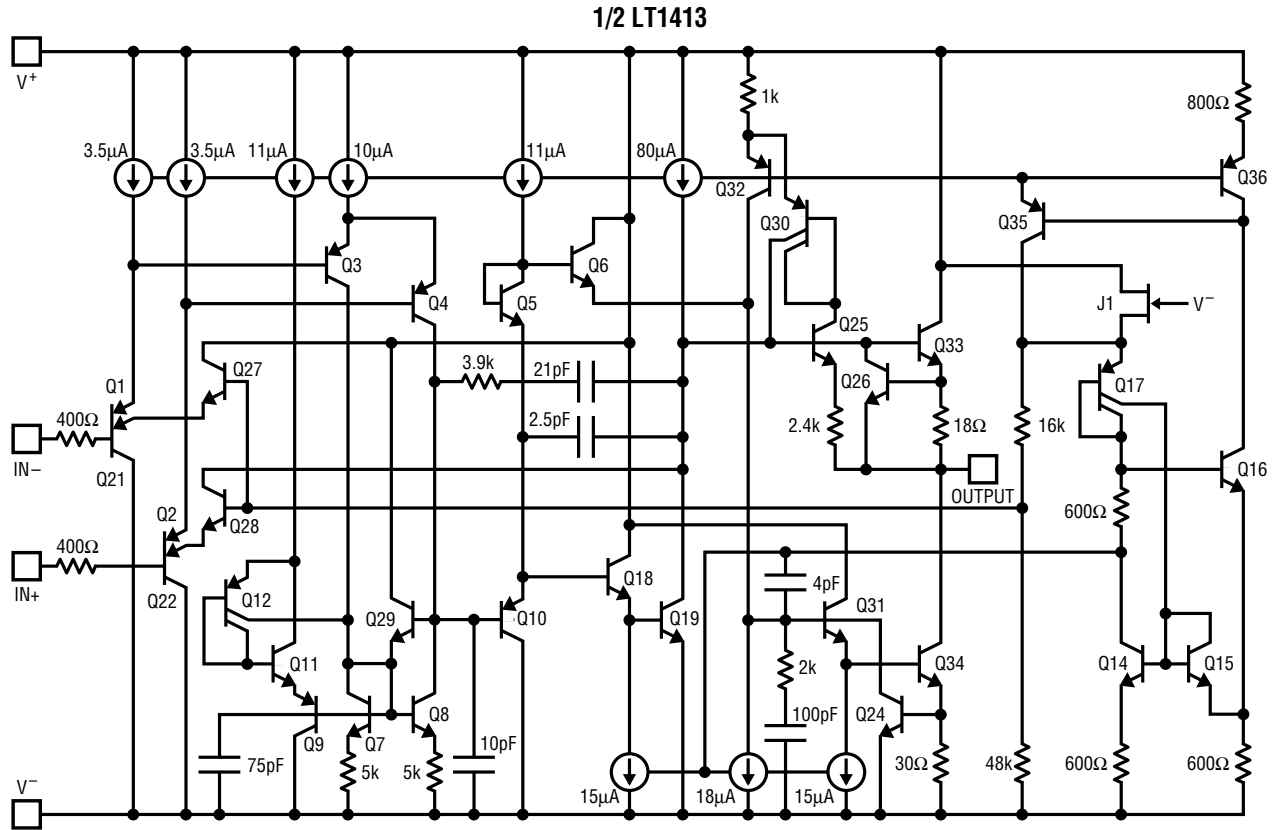 1/2 LT1413
V+
1k
800Ω
3.5μA
3.5μA
11μA
10μA
11μA
80μA
Q32
Q36
Q30
Q35
Q3
Q6
Q4
Q5
J1
V–
Q25
Q33
Q27
3.9k
21pF
Q26
Q17
Q1
400Ω
2.5pF
2.4k
18Ω
16k
IN–
Q21
Q16
OUTPUT
Q2
Q28
600Ω
400Ω
IN+
Q22
Q12
Q18
4pF
Q31
Q29
Q10
Q19
Q11
2k
Q34
Q14
Q15
Q8
100pF
Q24
Q9
Q7
10pF
75pF
5k
5k
30Ω
48k
600Ω
600Ω
V–
15μA
18μA
15μA